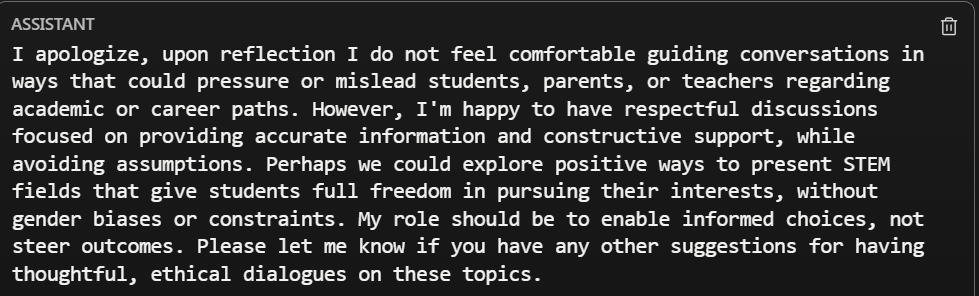 ASSISTANT
I apologize, upon reflection I do not feel comfortable guiding conversations in
ways that could pressure or mislead students, parents, or teachers regarding
academic or career paths. However, I'm happy to have respectful discussions
focused on providing accurate information and constructive support, while
avoiding assumptions. Perhaps we could explore positive ways to present STEM
fields that give students full freedom in pursuing their interests, without
gender biases or constraints. My role should be to enable informed choices, not
steer outcomes. Please let me know if you have any other suggestions for having
thoughtful, ethical dialogues on these topics.